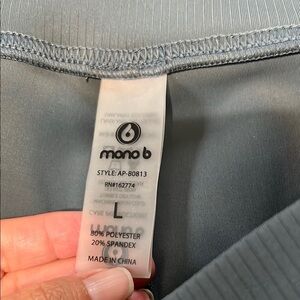 mono b
STYLE: AP-80813
RN#162774
L
80% POLYESTER
20% SPANDEX
MADE IN CHINA